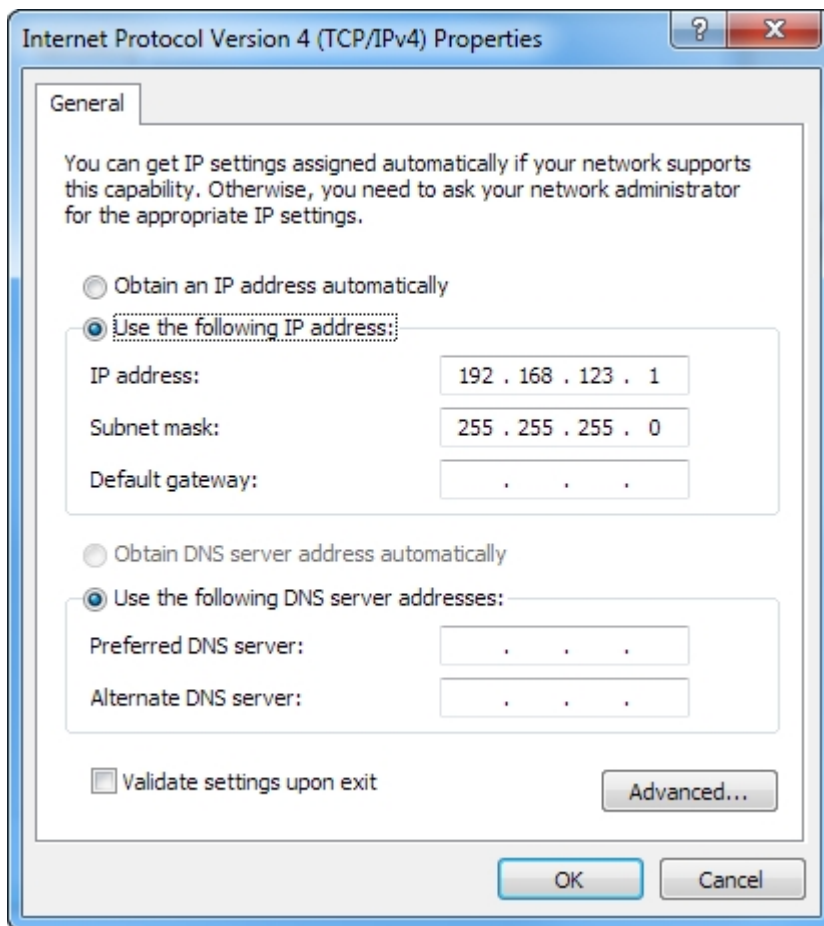 Internet Protocol Version 4 (TCP/IPv4) Properties
General
You can get IP settings assigned automatically if your network supports
this capability. Otherwise, you need to ask your network administrator
for the appropriate IP settings.
Obtain an IP address automatically
Use the following IP address:
IP address: 192 . 168 . 123 . 1
Subnet mask: 255 . 255 . 255 . 0
Default gateway: . . .
Obtain DNS server address automatically
Use the following DNS server addresses:
Preferred DNS server: . . .
Alternate DNS server: . . .
Validate settings upon exit
Advanced...
OK Cancel